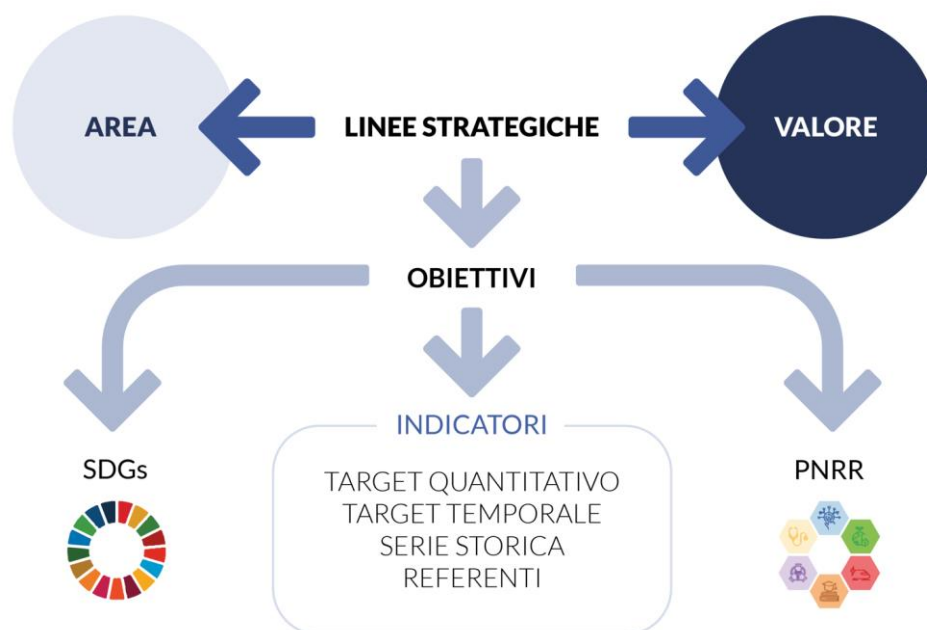 AREA
LINEE STRATEGICHE
VALORE
OBIETTIVI
INDICATORI
SDGs
TARGET QUANTITATIVO
TARGET TEMPORALE
SERIE STORICA
REFERENTI
PNRR